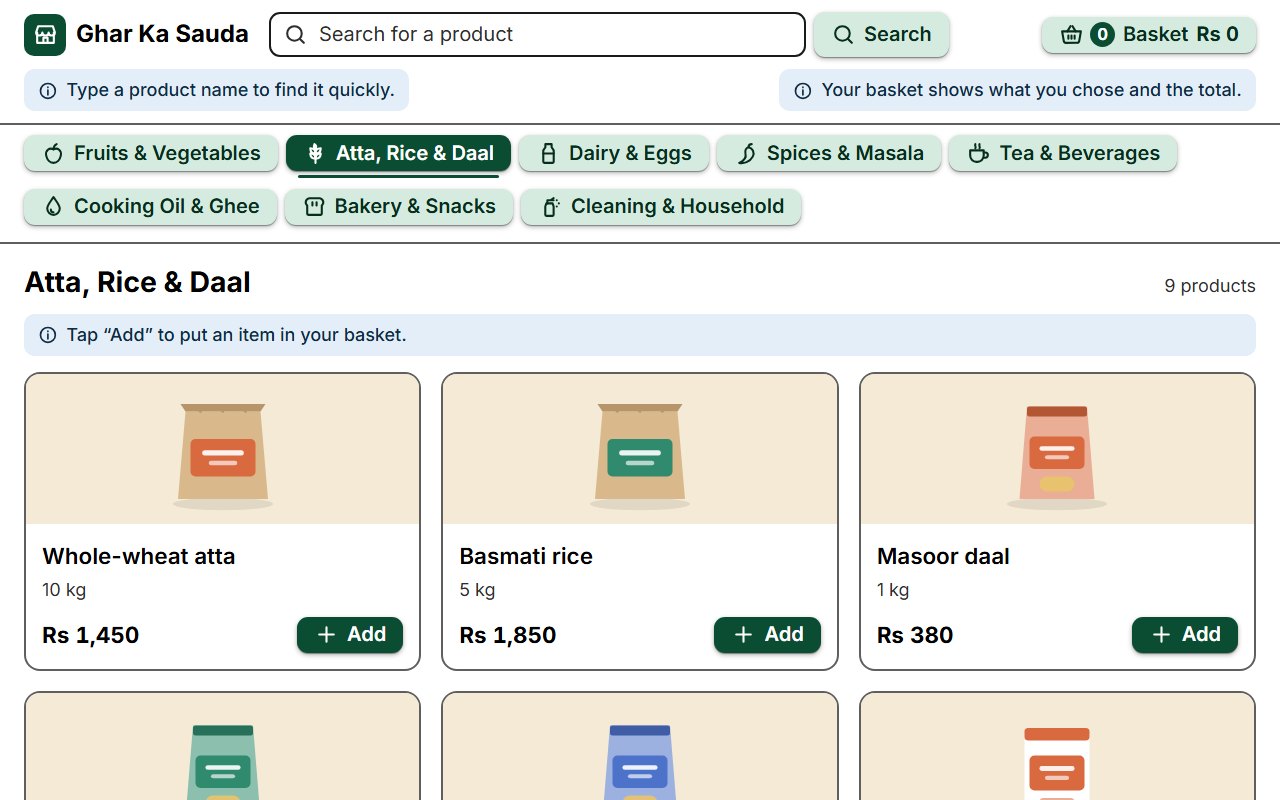 Ghar Ka Sauda
Search for a product
Search
0 Basket Rs 0
Type a product name to find it quickly.
Your basket shows what you chose and the total.
Fruits & Vegetables
Atta, Rice & Daal
Dairy & Eggs
Spices & Masala
Tea & Beverages
Cooking Oil & Ghee
Bakery & Snacks
Cleaning & Household
Atta, Rice & Daal
9 products
Tap “Add” to put an item in your basket.
Whole-wheat atta
10 kg
Rs 1,450
+ Add
Basmati rice
5 kg
Rs 1,850
+ Add
Masoor daal
1 kg
Rs 380
+ Add